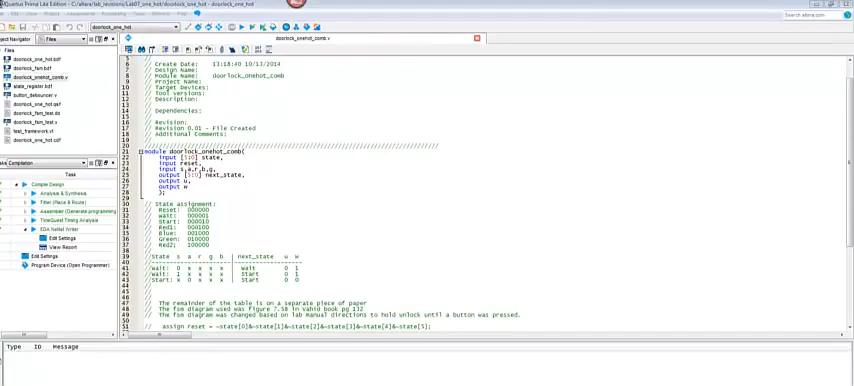 Quartus Prime Lite Edition - C:/altera/lab_revisions/Lab07_one_hot/doorlock_one_hot - doorlock_one_hot
Search altera.com
doorlock_one_hot
Project Navigator
Files
doorlock_onehot_comb.v
Files
doorlock_one_hot.bdf
doorlock_fsm.bdf
doorlock_onehot_comb.v
state_register.bdf
button_debouncer.v
doorlock_one_hot.qsf
doorlock_fsm_test.v
test_framework.vt
doorlock_one_hot.cdf
Compilation
Task
Compile Design
Analysis & Synthesis
Fitter (Place & Route)
Assembler (Generate programming
TimeQuest Timing Analysis
EDA Netlist Writer
Edit Settings
View Report
Edit Settings
Program Device (Open Programmer)
5 //
6 // Create Date: 13:18:40 10/13/2014
7 // Design Name:
8 // Module Name: doorlock_onehot_comb
9 // Project Name:
10 // Target Devices:
11 // Tool versions:
12 // Description:
13 //
14 // Dependencies:
15 //
16 // Revision:
17 // Revision 0.01 - File Created
18 // Additional Comments:
19 //
20
21 module doorlock_onehot_comb(
22 input [5:0] state,
23 input reset,
24 input s,a,r,b,g,
25 output [5:0] next_state,
26 output u,
27 output w
28 );
29
30 // State assignment:
31 // Reset: 000000
32 // wait: 000001
33 // Start: 000010
34 // Red1: 000100
35 // Blue: 001000
36 // Green: 010000
37 // Red2: 100000
38
39 //State s a r g b | next_state u w
40
41 //Wait: 0 x x x x | Wait 0 1
42 //Wait: 1 x x x x | Start 0 1
43 //Start: x 0 x x x | Start 0 0
44 //
45 //
46 //
47 // The remainder of the table is on a separate piece of paper
48 // The fsm diagram used was figure 7.58 in Vahid book pg 132
49 // The fsm diagram was changed based on lab manual directions to hold unlock until a button was pressed.
50
51 // assign reset = ~state[0]&~state[1]&~state[2]&~state[3]&~state[4]&~state[5];
Type ID Message